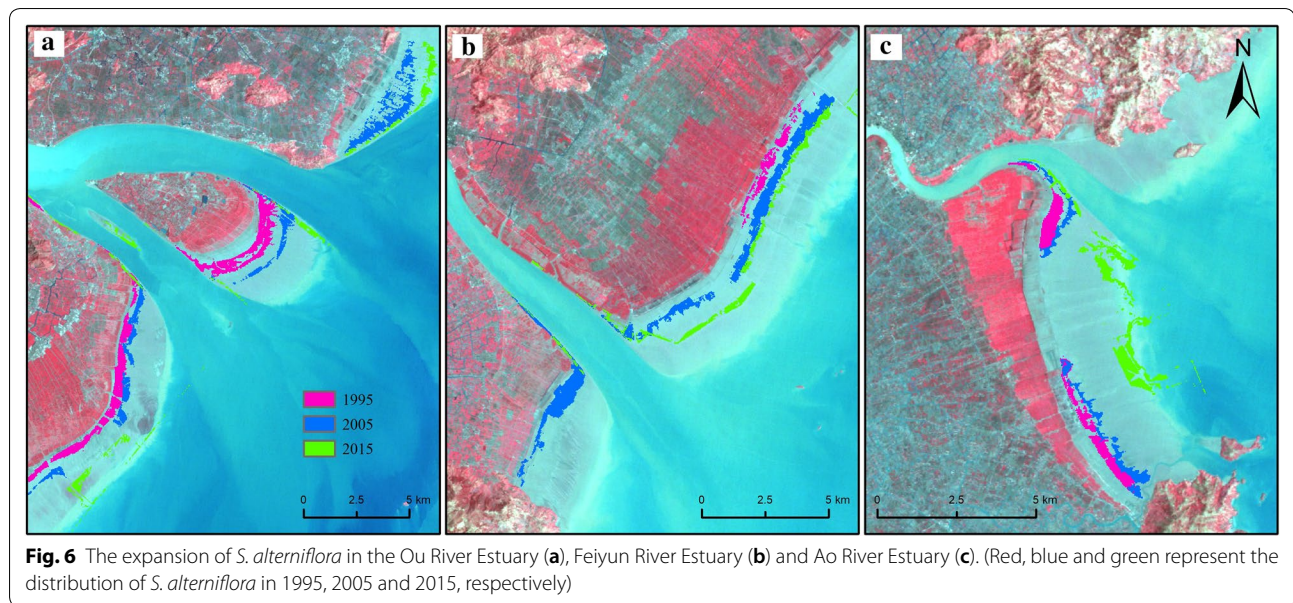 a
b
c
N
1995
2005
2015
0 2.5 5 km
0 2.5 5 km
0 2.5 5 km
Fig. 6 The expansion of S. alterniflora in the Ou River Estuary (a), Feiyun River Estuary (b) and Ao River Estuary (c). (Red, blue and green represent the
distribution of S. alterniflora in 1995, 2005 and 2015, respectively)